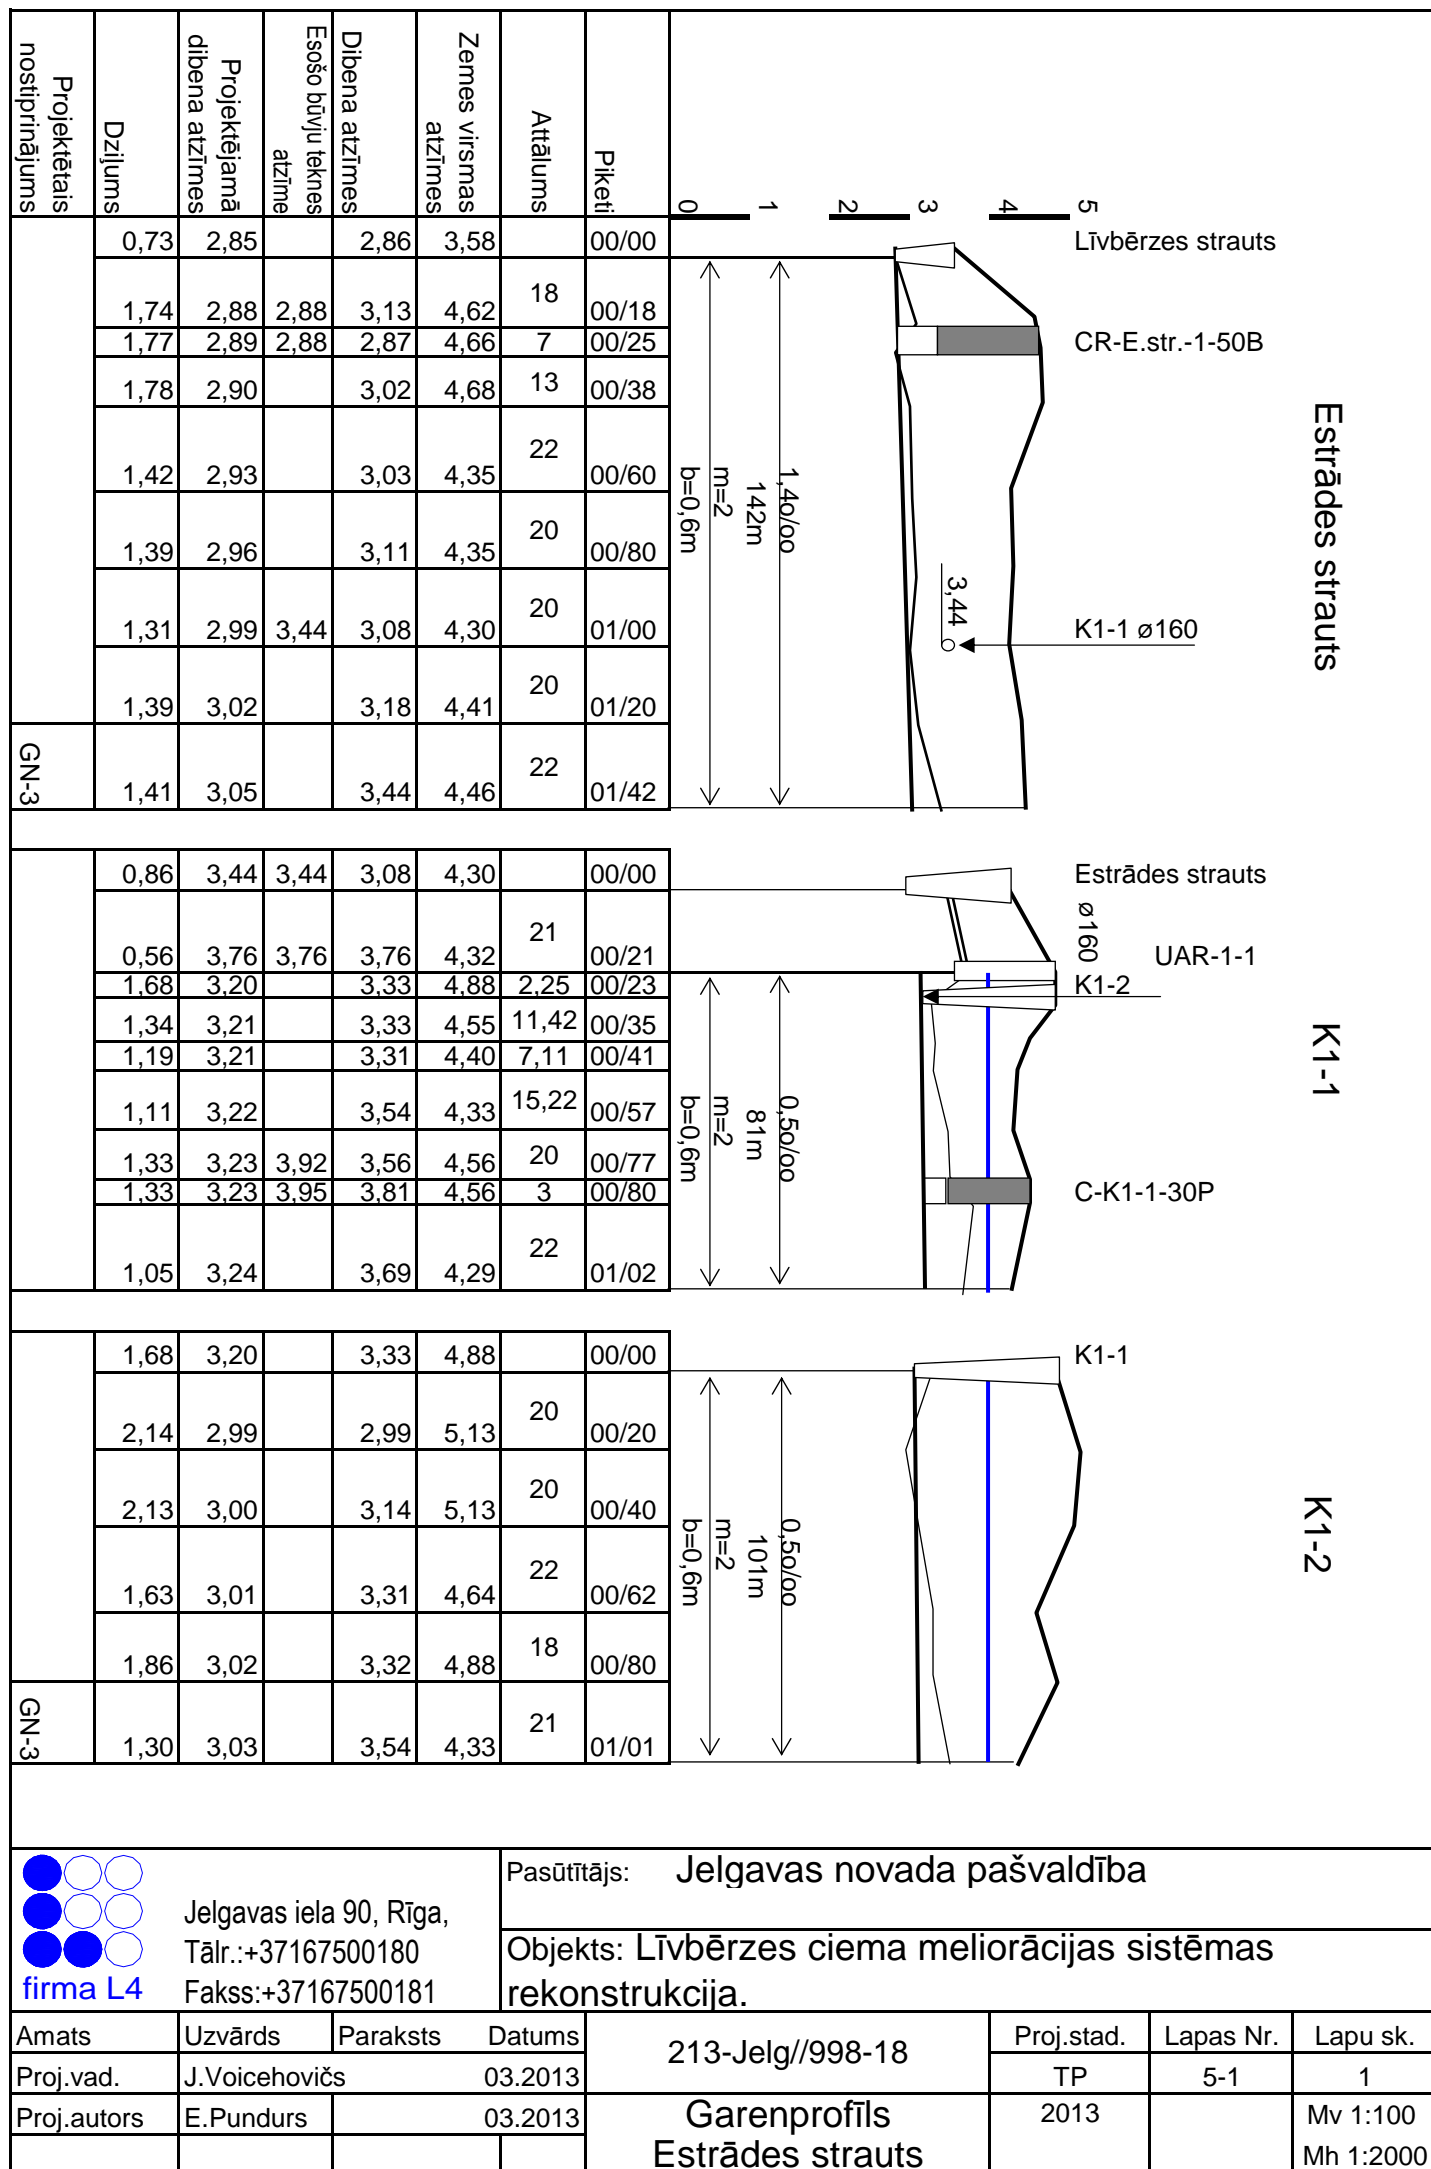 Projektētais
nostiprinājums
Dziļums
Projektējamā
dibena atzīmes
Esošo būvju teknes
atzīme
Dibena atzīmes
Zemes virsmas
atzīmes
Attālums
Piketi
0 1 2 3 4 5
0,73 2,85 2,86 3,58 00/00 Līvbērzes strauts
18
1,74 2,88 2,88 3,13 4,62 00/18
1,77 2,89 2,88 2,87 4,66 7 00/25 CR-E.str.-1-50B
1,78 2,90 3,02 4,68 13 00/38
22
1,42 2,93 3,03 4,35 00/60
20
1,39 2,96 3,11 4,35 00/80
20
1,31 2,99 3,44 3,08 4,30 01/00 K1-1 ø160
20
1,39 3,02 3,18 4,41 01/20
22
GN-3 1,41 3,05 3,44 4,46 01/42
1,4o/oo
142m
m=2
b=0,6m
3,44
Estrādes strauts
0,86 3,44 3,44 3,08 4,30 00/00 Estrādes strauts
21
0,56 3,76 3,76 3,76 4,32 00/21 ø160 UAR-1-1
1,68 3,20 3,33 4,88 2,25 00/23 K1-2
1,34 3,21 3,33 4,55 11,42 00/35
1,19 3,21 3,31 4,40 7,11 00/41
1,11 3,22 3,54 4,33 15,22 00/57
1,33 3,23 3,92 3,56 4,56 20 00/77
1,33 3,23 3,95 3,81 4,56 3 00/80 C-K1-1-30P
22
1,05 3,24 3,69 4,29 01/02
0,5o/oo
81m
m=2
b=0,6m
K1-1
1,68 3,20 3,33 4,88 00/00 K1-1
20
2,14 2,99 2,99 5,13 00/20
20
2,13 3,00 3,14 5,13 00/40
22
1,63 3,01 3,31 4,64 00/62
18
1,86 3,02 3,32 4,88 00/80
21
GN-3 1,30 3,03 3,54 4,33 01/01
0,5o/oo
101m
m=2
b=0,6m
K1-2
firma L4
Jelgavas iela 90, Rīga,
Tālr.:+37167500180
Fakss:+37167500181
Pasūtītājs: Jelgavas novada pašvaldība
Objekts: Līvbērzes ciema meliorācijas sistēmas
rekonstrukcija.
Amats Uzvārds Paraksts Datums
Proj.vad. J.Voicehovičs 03.2013
Proj.autors E.Pundurs 03.2013
213-Jelg//998-18
Garenprofīls
Estrādes strauts
Proj.stad. Lapas Nr. Lapu sk.
TP 5-1 1
2013 Mv 1:100
Mh 1:2000